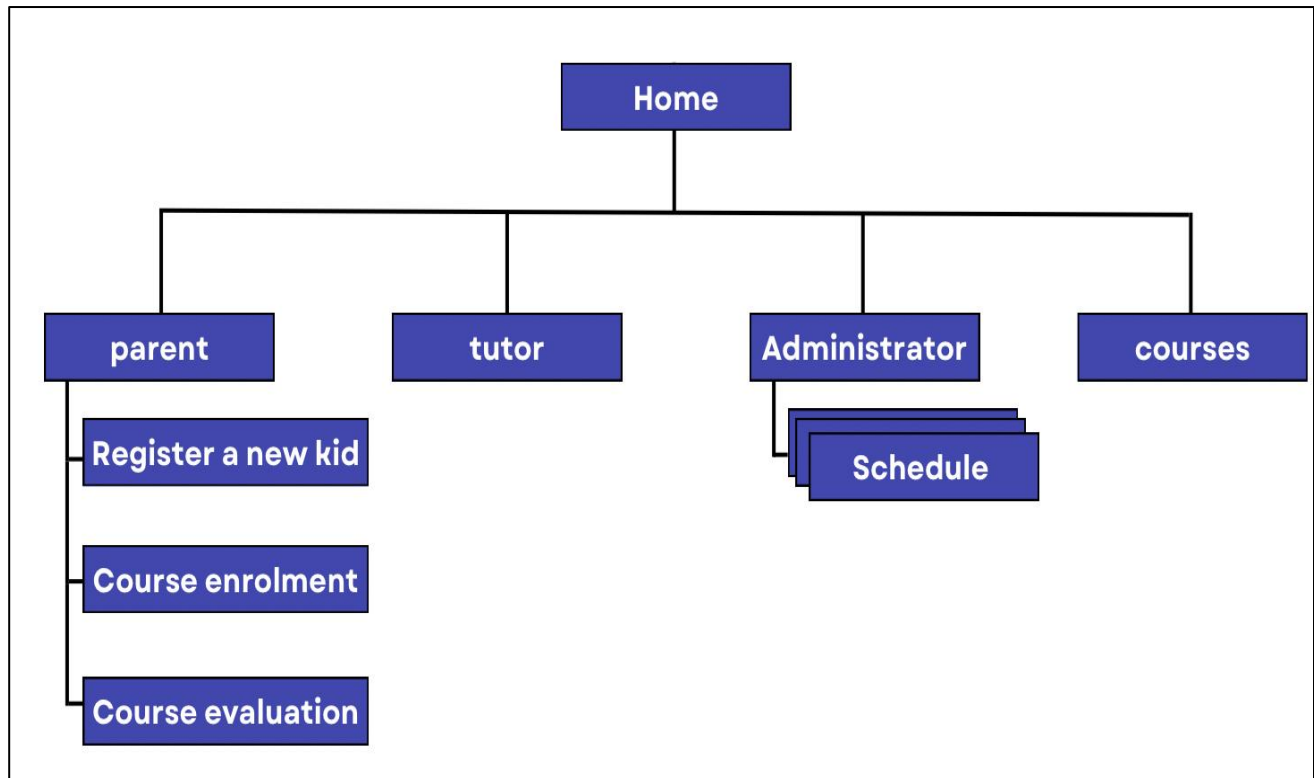 Home
parent
tutor
Administrator
courses
Register a new kid
Schedule
Course enrolment
Course evaluation